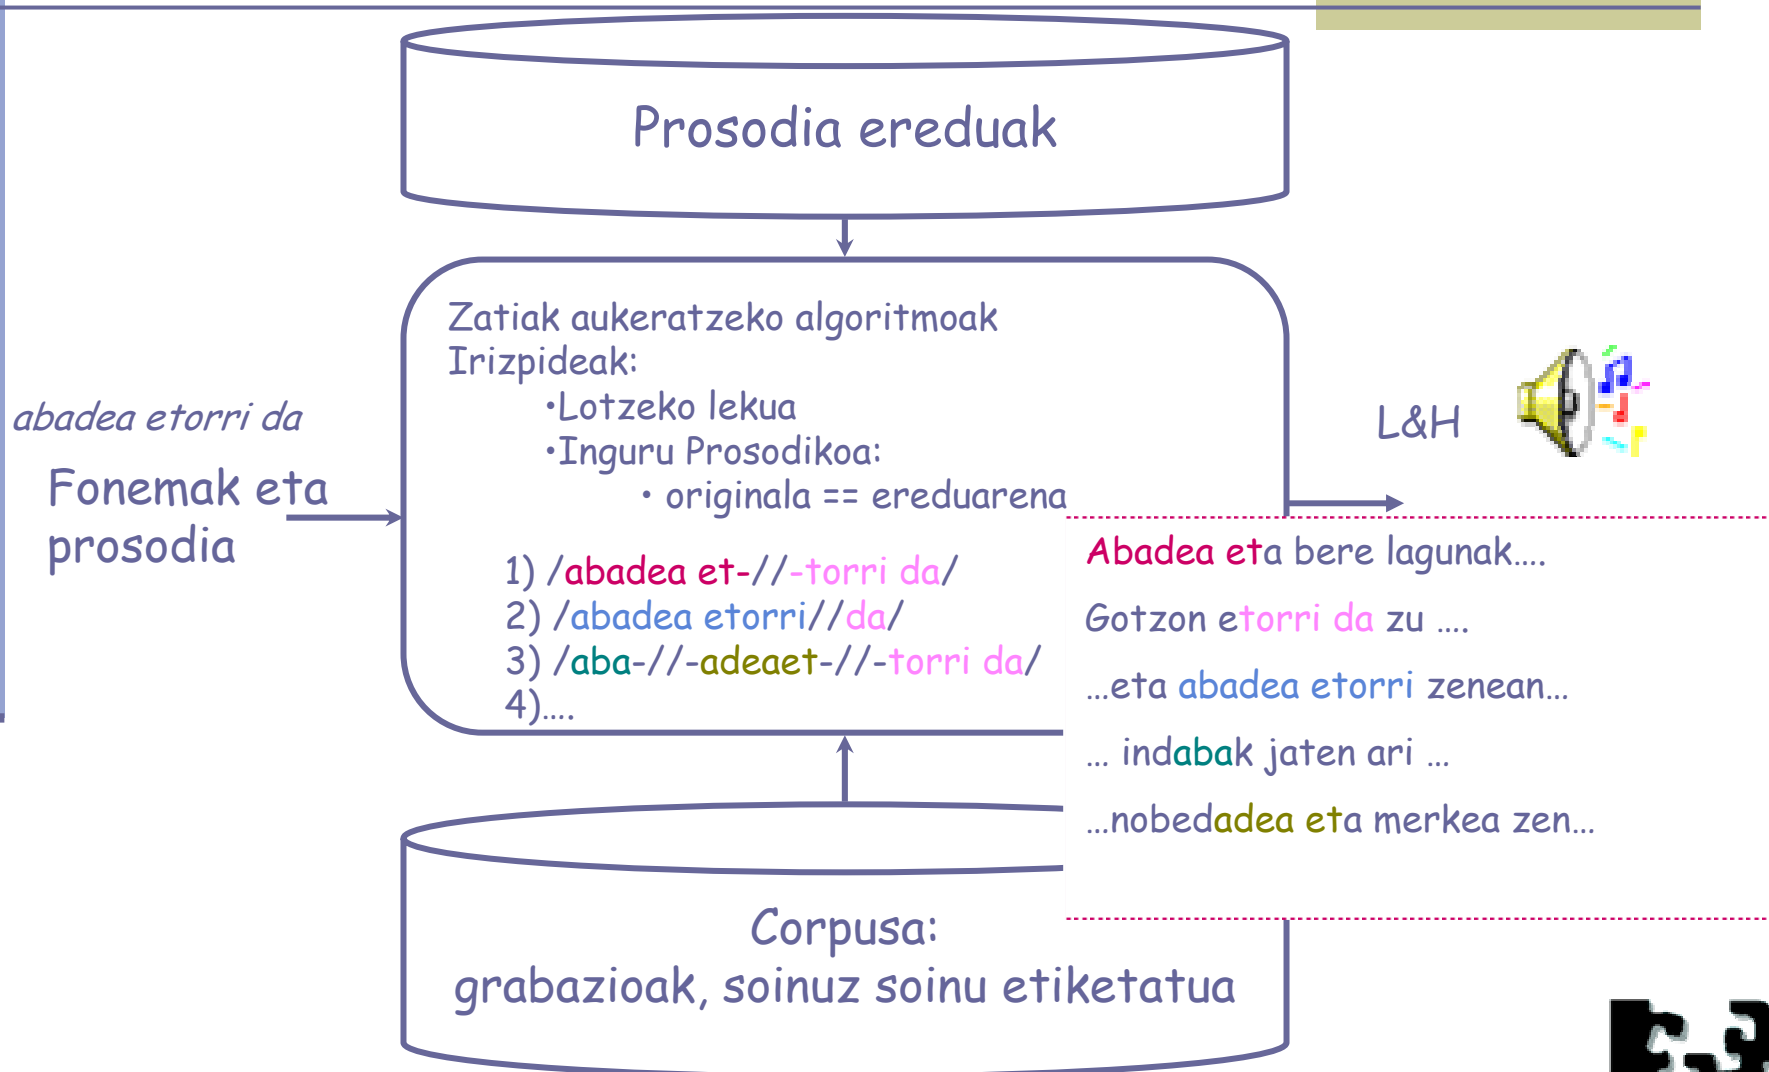 Prosodia ereduak
Zatiak aukeratzeko algoritmoak
Irizpideak:
•Lotzeko lekua
•Inguru Prosodikoa:
• originala == ereduarena
1) /abadea et-//-torri da/
2) /abadea etorri//da/
3) /aba-//-adeaet-//-torri da/
4)....
abadea etorri da
Fonemak eta
prosodia
L&H
Abadea eta bere lagunak....
Gotzon etorri da zu ....
...eta abadea etorri zenean...
... indabak jaten ari ...
...nobedadea eta merkea zen...
Corpusa:
grabazioak, soinuz soinu etiketatua